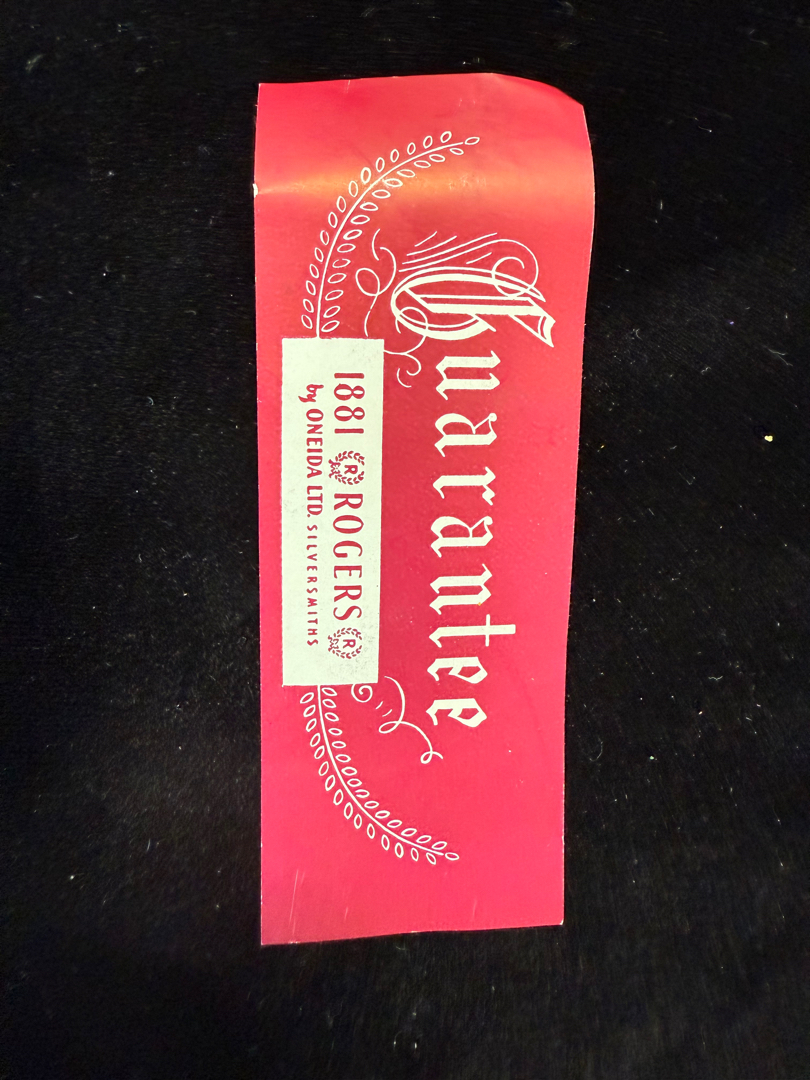 Guarantee
1881 R ROGERS R
by ONEIDA LTD. SILVERSMITHS